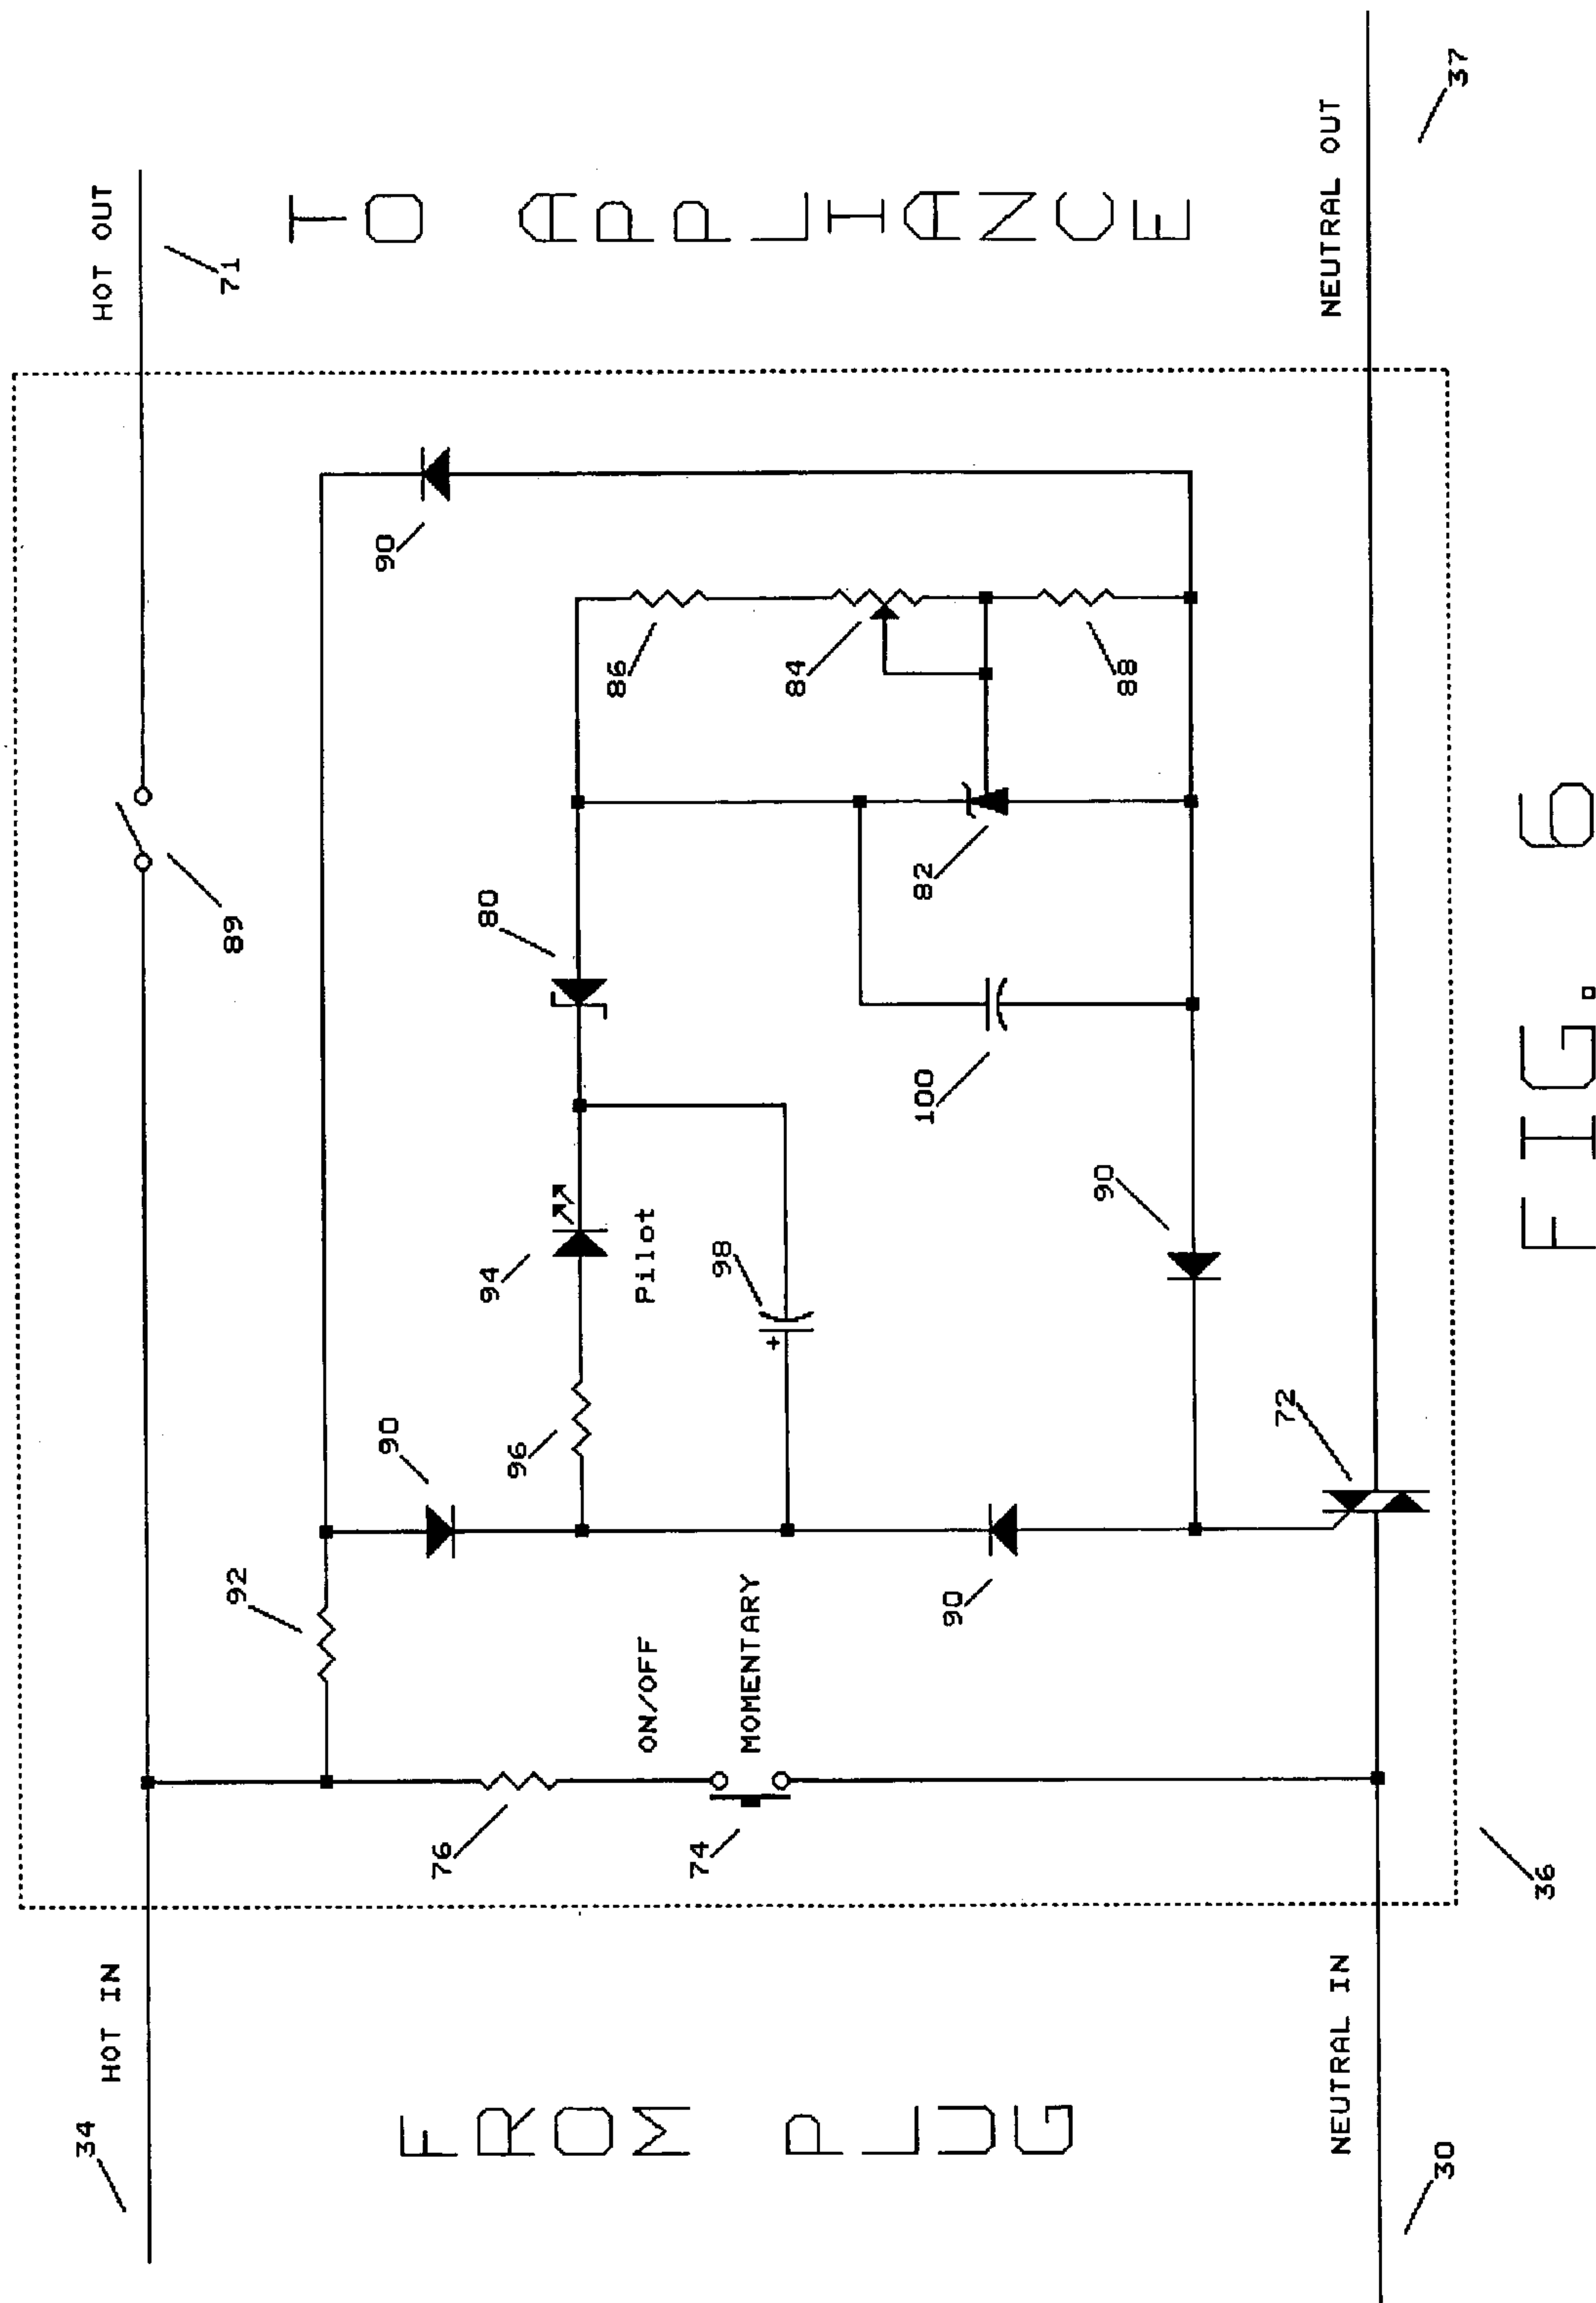 34
HOT IN
HOT OUT
71
89
92
90
90
76
96
94
80
86
ON/OFF
Pilot
MOMENTARY
74
98
84
82
88
100
90
90
72
FROM PLUG
TO APPLIANCE
NEUTRAL IN
NEUTRAL OUT
30
36
37
+
FIG. 6